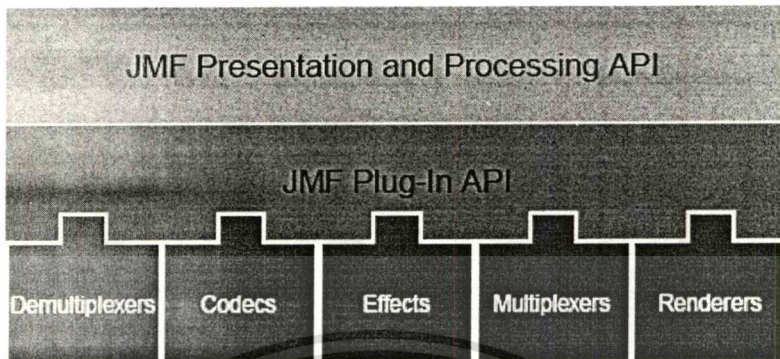 JMF Presentation and Processing API
JMF Plug-In API
Demultiplexers Codecs Effects Multiplexers Renderers